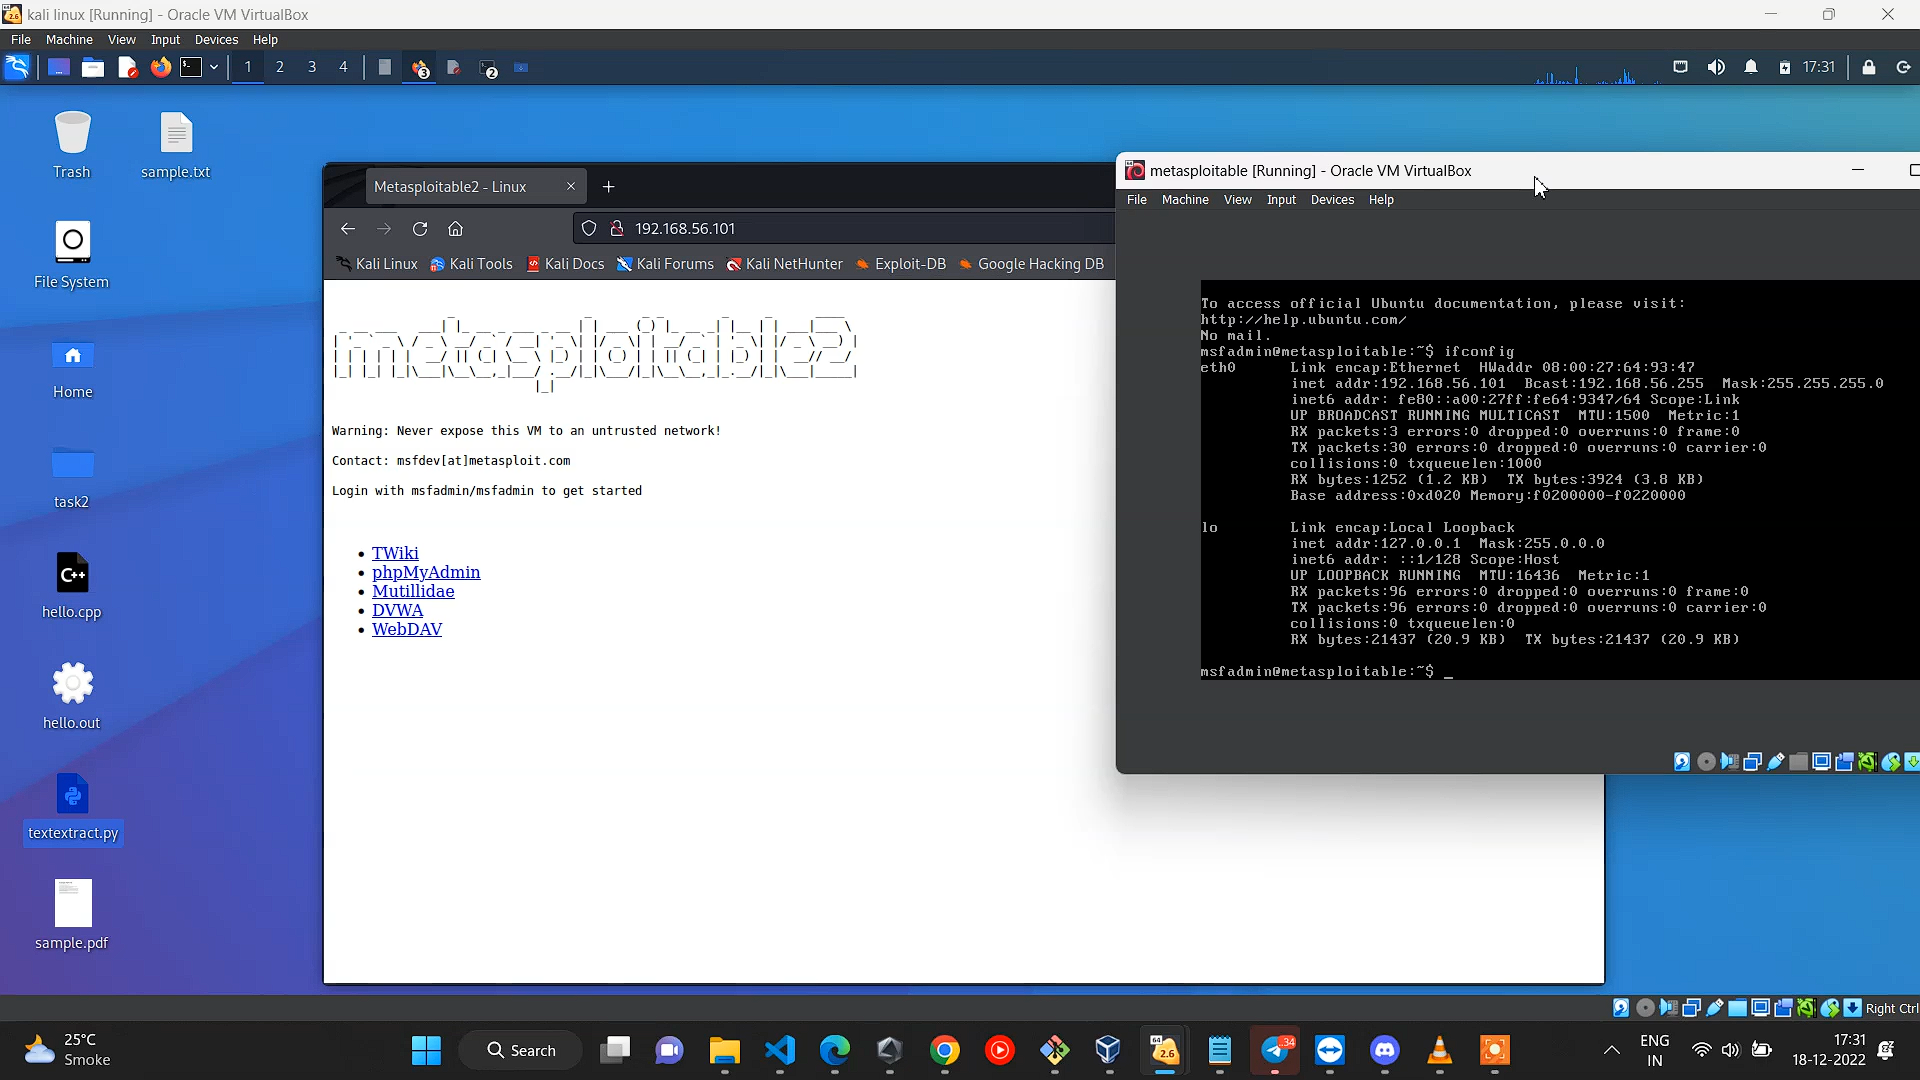 kali linux [Running] - Oracle VM VirtualBox
File Machine View Input Devices Help
1 2 3 4 3 2 17:31
Trash
sample.txt
File System
Home
task2
hello.cpp
hello.out
textextract.py
sample.pdf
Metasploitable2 - Linux
192.168.56.101
Kali Linux Kali Tools Kali Docs Kali Forums Kali NetHunter Exploit-DB Google Hacking DB
metasploitable2
Warning: Never expose this VM to an untrusted network!
Contact: msfdev[at]metasploit.com
Login with msfadmin/msfadmin to get started
TWiki
phpMyAdmin
Mutillidae
DVWA
WebDAV
metasploitable [Running] - Oracle VM VirtualBox
File Machine View Input Devices Help
To access official Ubuntu documentation, please visit:
http://help.ubuntu.com/
No mail.
msfadmin@metasploitable:~$ ifconfig
eth0 Link encap:Ethernet HWaddr 08:00:27:64:93:47
inet addr:192.168.56.101 Bcast:192.168.56.255 Mask:255.255.255.0
inet6 addr: fe80::a00:27ff:fe64:9347/64 Scope:Link
UP BROADCAST RUNNING MULTICAST MTU:1500 Metric:1
RX packets:3 errors:0 dropped:0 overruns:0 frame:0
TX packets:30 errors:0 dropped:0 overruns:0 carrier:0
collisions:0 txqueuelen:1000
RX bytes:1252 (1.2 KB) TX bytes:3924 (3.8 KB)
Base address:0xd020 Memory:f0200000-f0220000
lo Link encap:Local Loopback
inet addr:127.0.0.1 Mask:255.0.0.0
inet6 addr: ::1/128 Scope:Host
UP LOOPBACK RUNNING MTU:16436 Metric:1
RX packets:96 errors:0 dropped:0 overruns:0 frame:0
TX packets:96 errors:0 dropped:0 overruns:0 carrier:0
collisions:0 txqueuelen:0
RX bytes:21437 (20.9 KB) TX bytes:21437 (20.9 KB)
msfadmin@metasploitable:~$ _
Right Ctrl
25°C
Smoke
Search
64
2.6
34
ENG
IN
17:31
18-12-2022